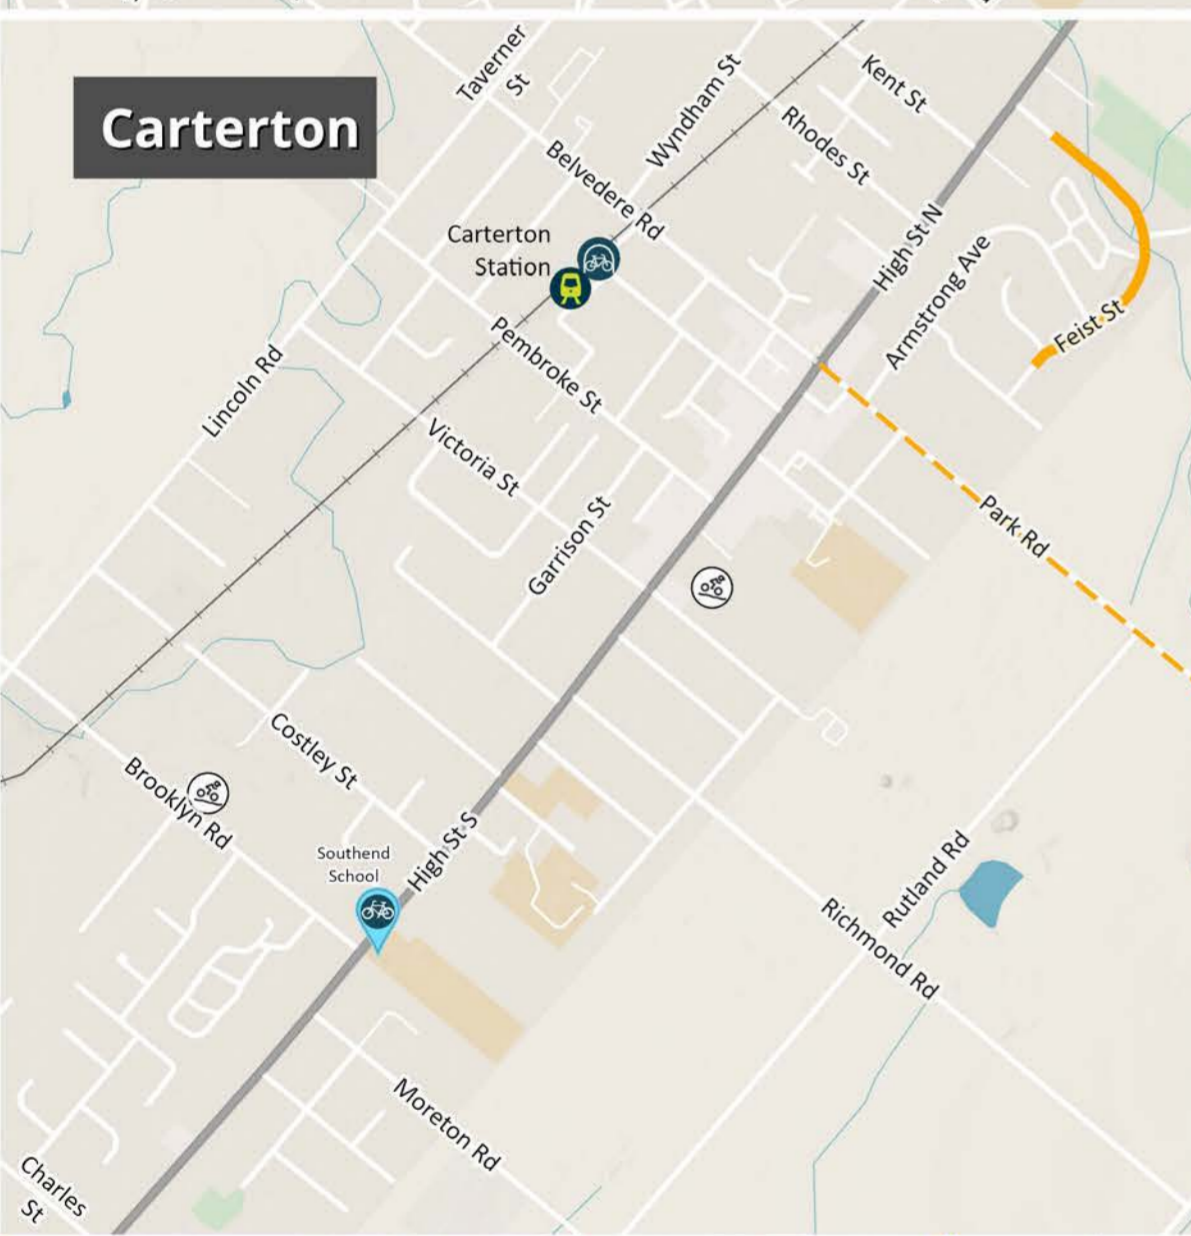 Carterton
Taverner
St
Wyndham St
Kent St
Rhodes St
Belvedere Rd
Carterton
Station
High St N
Armstrong Ave
Feist St
Pembroke St
Lincoln Rd
Victoria St
Garrison St
Park Rd
Costley St
Brooklyn Rd
Southend
School
High St S
Rutland Rd
Richmond Rd
Moreton Rd
Charles
St